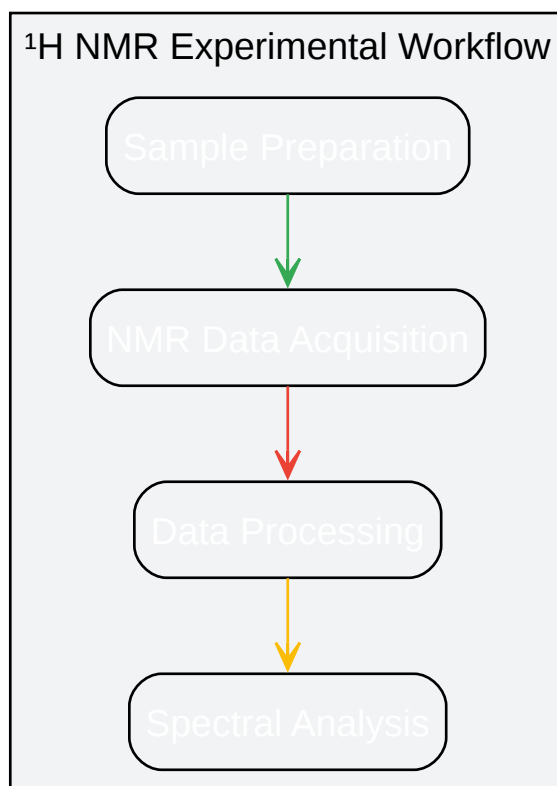 ¹H NMR Experimental Workflow
Sample Preparation
NMR Data Acquisition
Data Processing
Spectral Analysis